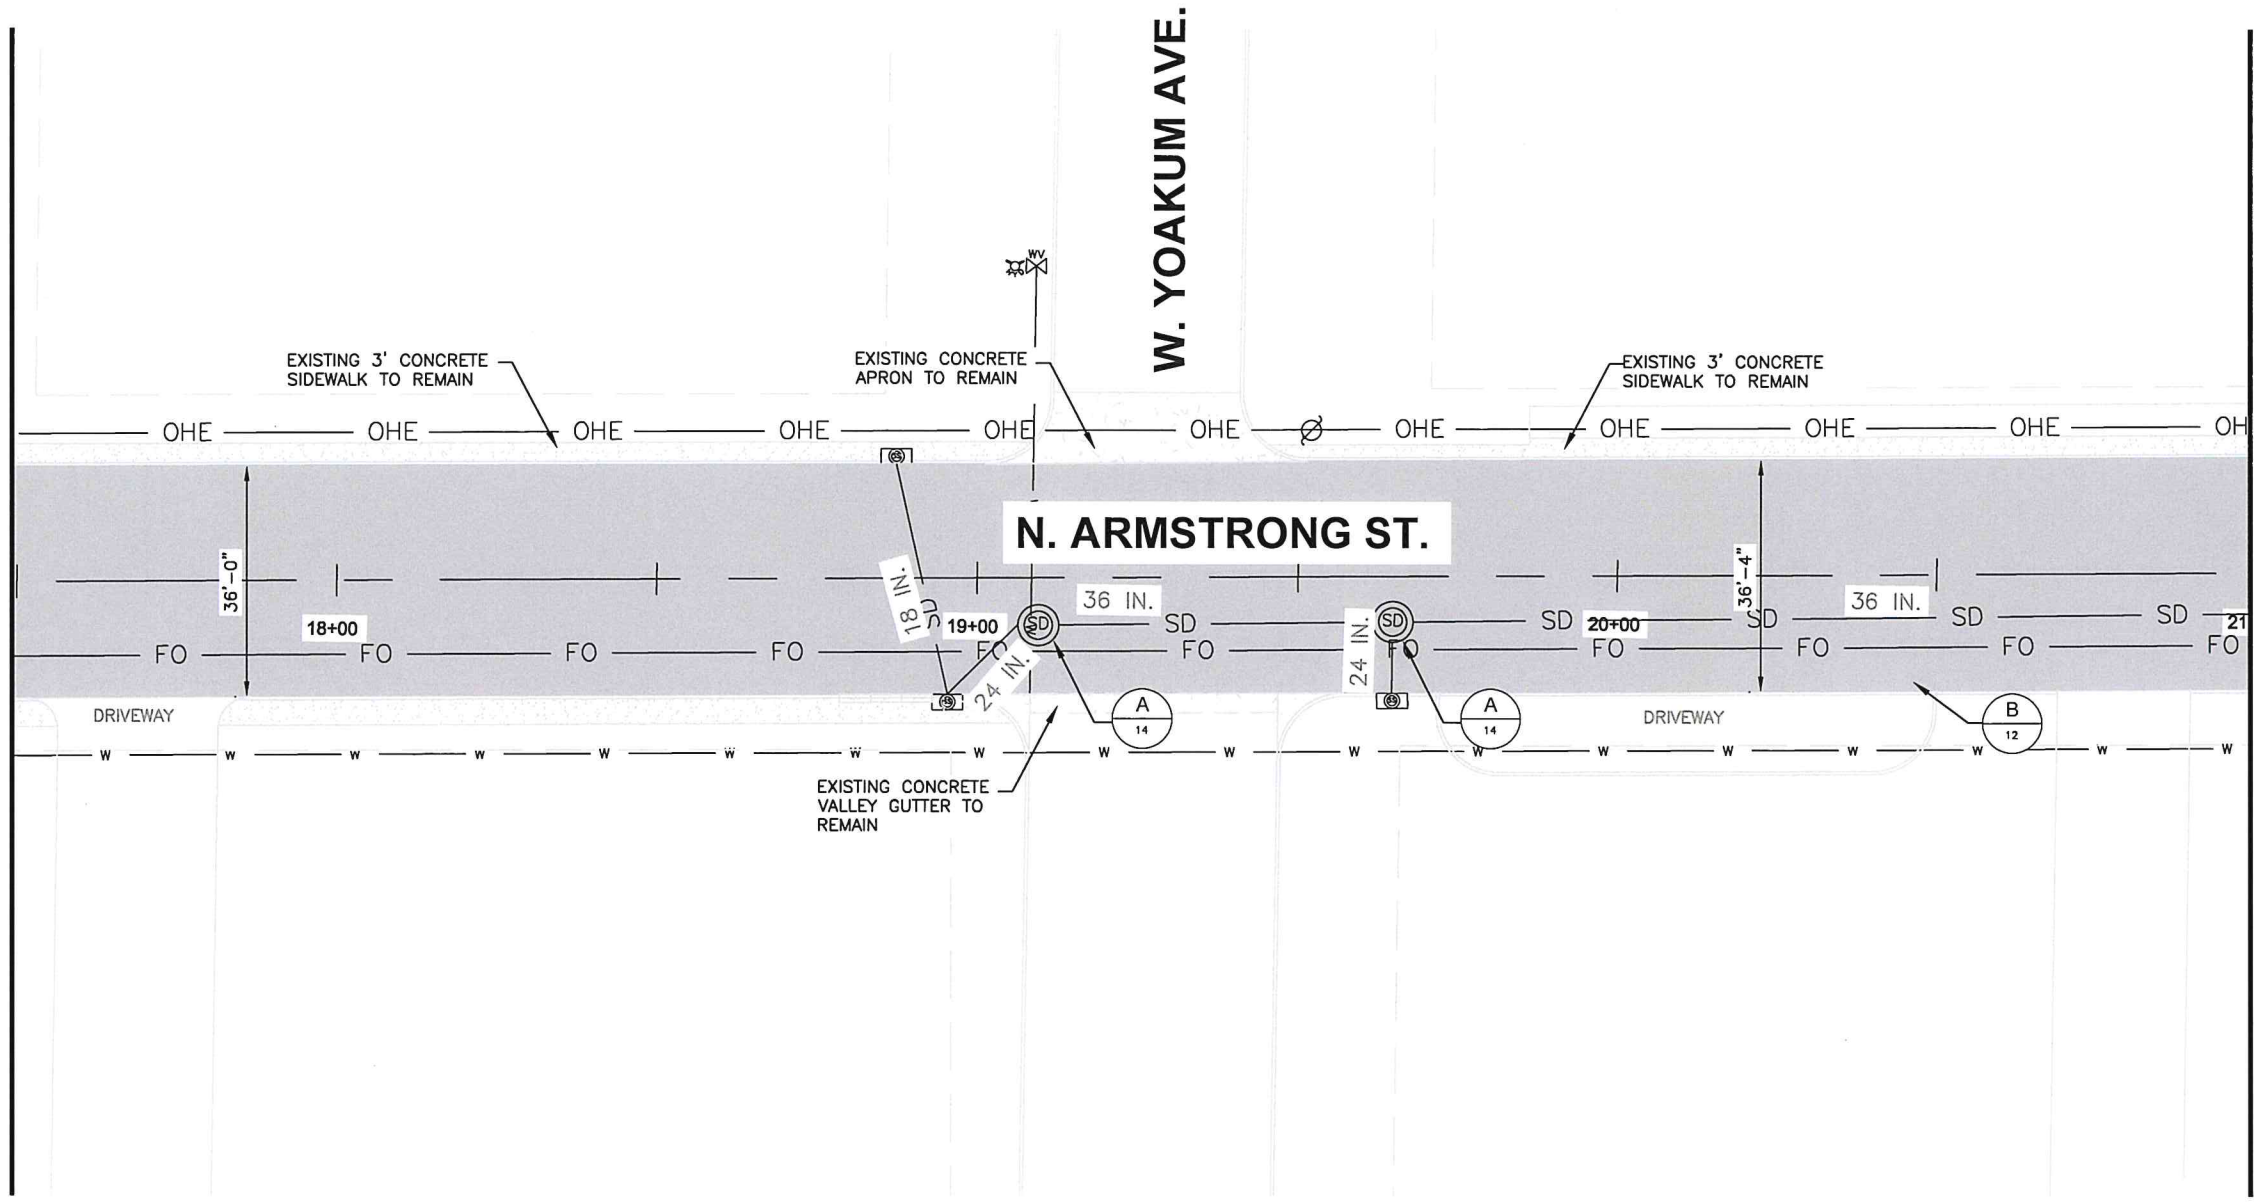 W. YOAKUM AVE.
WV
EXISTING 3' CONCRETE
SIDEWALK TO REMAIN
EXISTING CONCRETE
APRON TO REMAIN
EXISTING 3' CONCRETE
SIDEWALK TO REMAIN
OHE OHE OHE OHE OHE OHE OHE OHE OHE OHE OH
N. ARMSTRONG ST.
36'-0"
18 IN.
SD
36 IN.
36'-4"
36 IN.
18+00
19+00
SD
SD
24 IN.
SD
SD
20+00
SD
SD
SD
21
FO FO FO FO FO FO FO FO FO FO FO
24 IN.
DRIVEWAY
A
14
A
14
DRIVEWAY
B
12
W W W W W W W W W W W W W W W W W W
EXISTING CONCRETE
VALLEY GUTTER TO
REMAIN